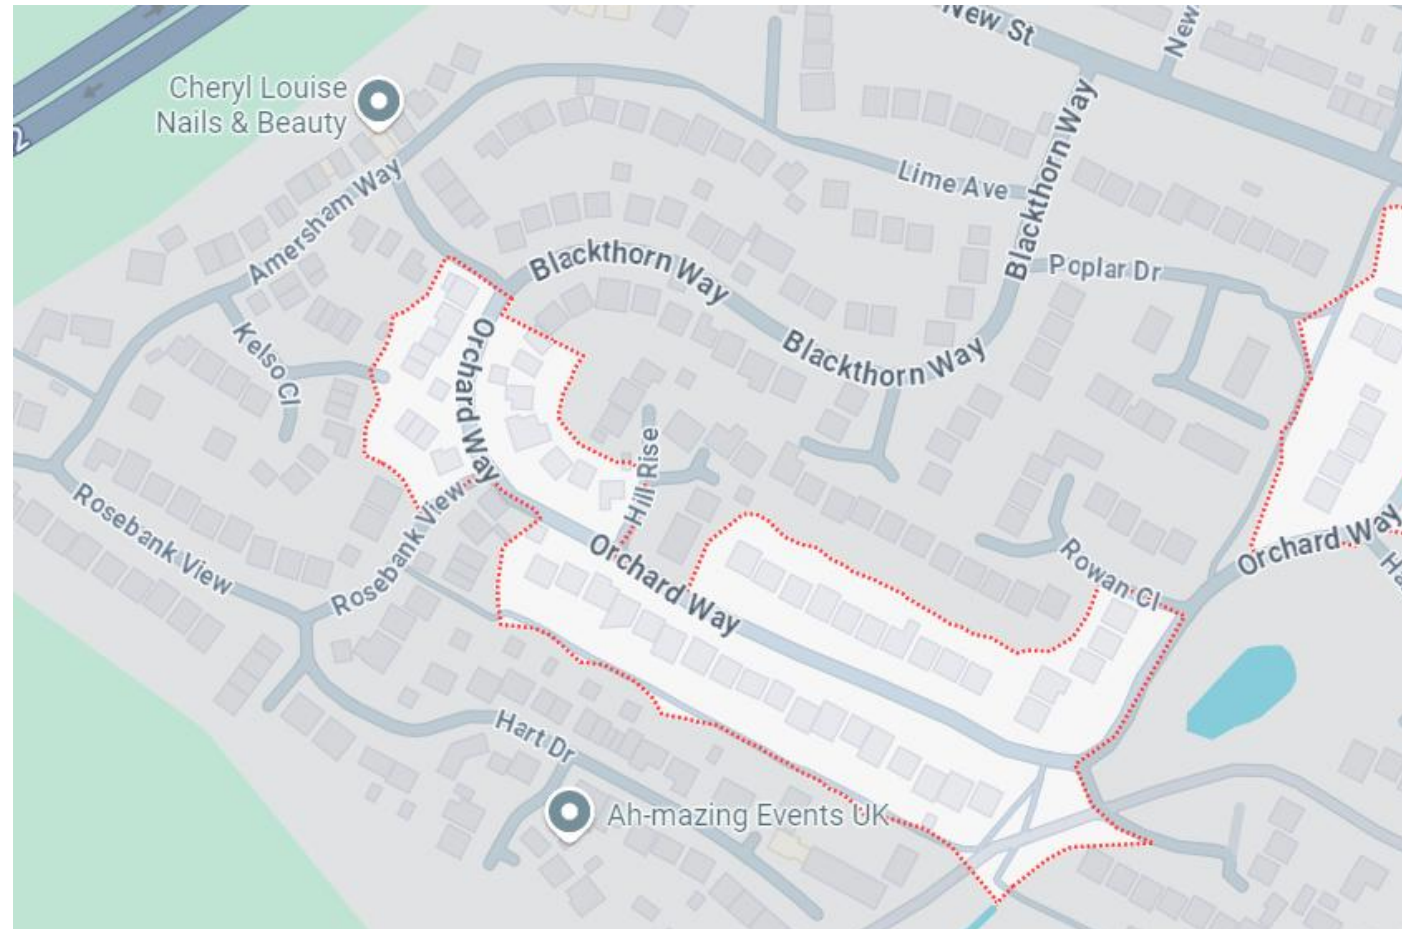 New St
New
Cheryl Louise
Nails & Beauty
Lime Ave
Blackthorn Way
Amersham Way
Blackthorn Way
Poplar Dr
2
Kelso Cl
Orchard Way
Blackthorn Way
Hill Rise
Rosebank View
Rosebank View
Orchard Way
Rowan Cl
Orchard Way
Ha
Hart Dr
Ah-mazing Events UK